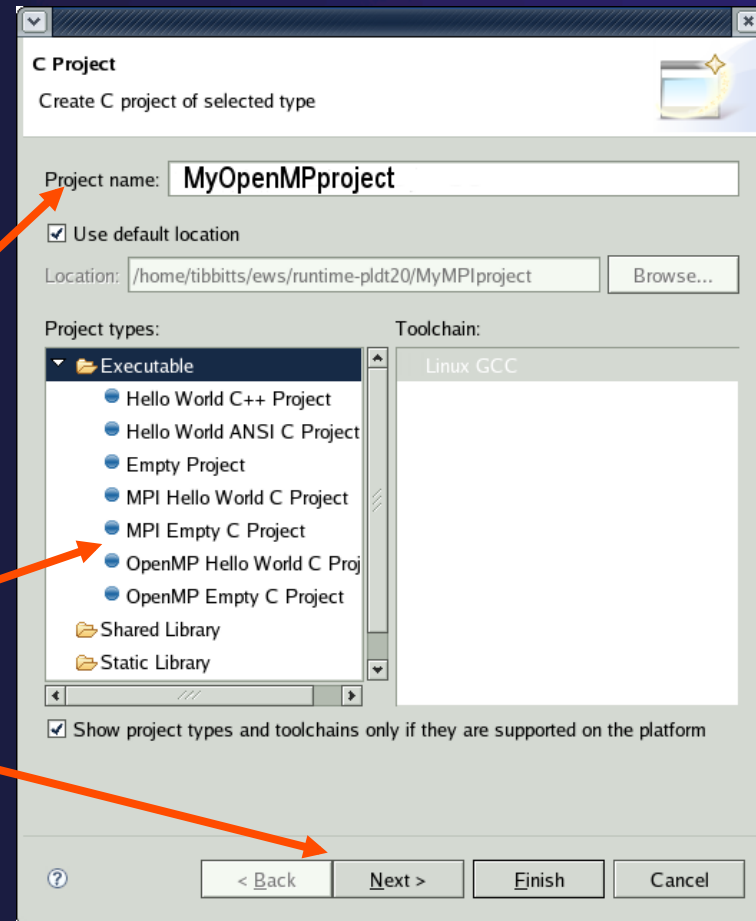 C Project
Create C project of selected type
Project name: MyOpenMPproject
Use default location
Location: /home/tibbitts/ews/runtime-pldt20/MyMPIproject Browse...
Project types: Toolchain:
Executable Linux GCC
Hello World C++ Project
Hello World ANSI C Project
Empty Project
MPI Hello World C Project
MPI Empty C Project
OpenMP Hello World C Proj
OpenMP Empty C Project
Shared Library
Static Library
Show project types and toolchains only if they are supported on the platform
? < Back Next > Finish Cancel